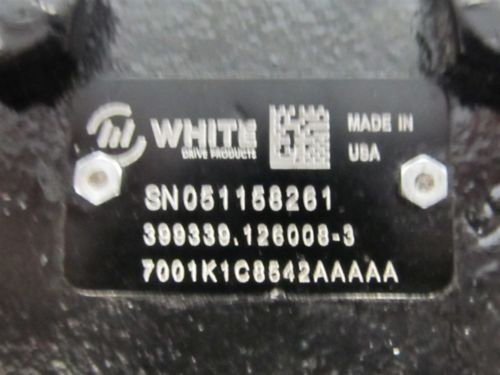 WHITE
DRIVE PRODUCTS
MADE IN
USA
SN051158261
399339.126008-3
7001K1C8542AAAAA